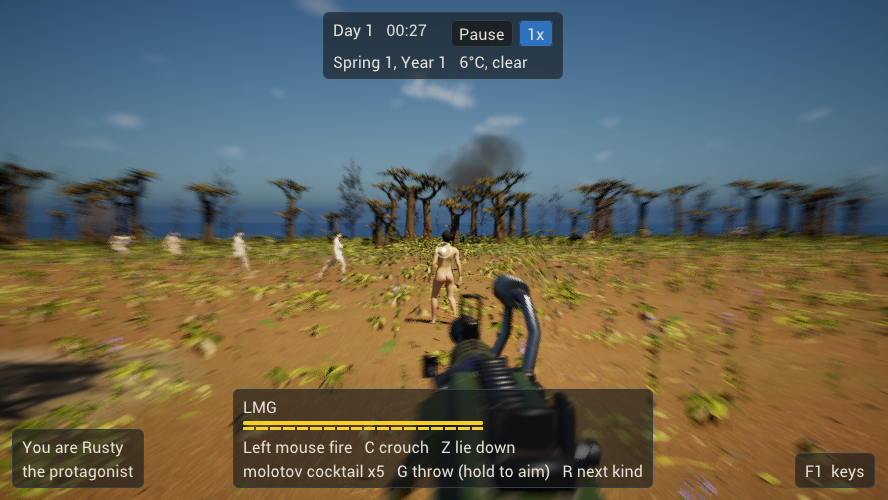 Day 1 00:27 Pause 1x
Spring 1, Year 1 6°C, clear
LMG
Left mouse fire C crouch Z lie down
molotov cocktail x5 G throw (hold to aim) R next kind
You are Rusty
the protagonist
F1 keys